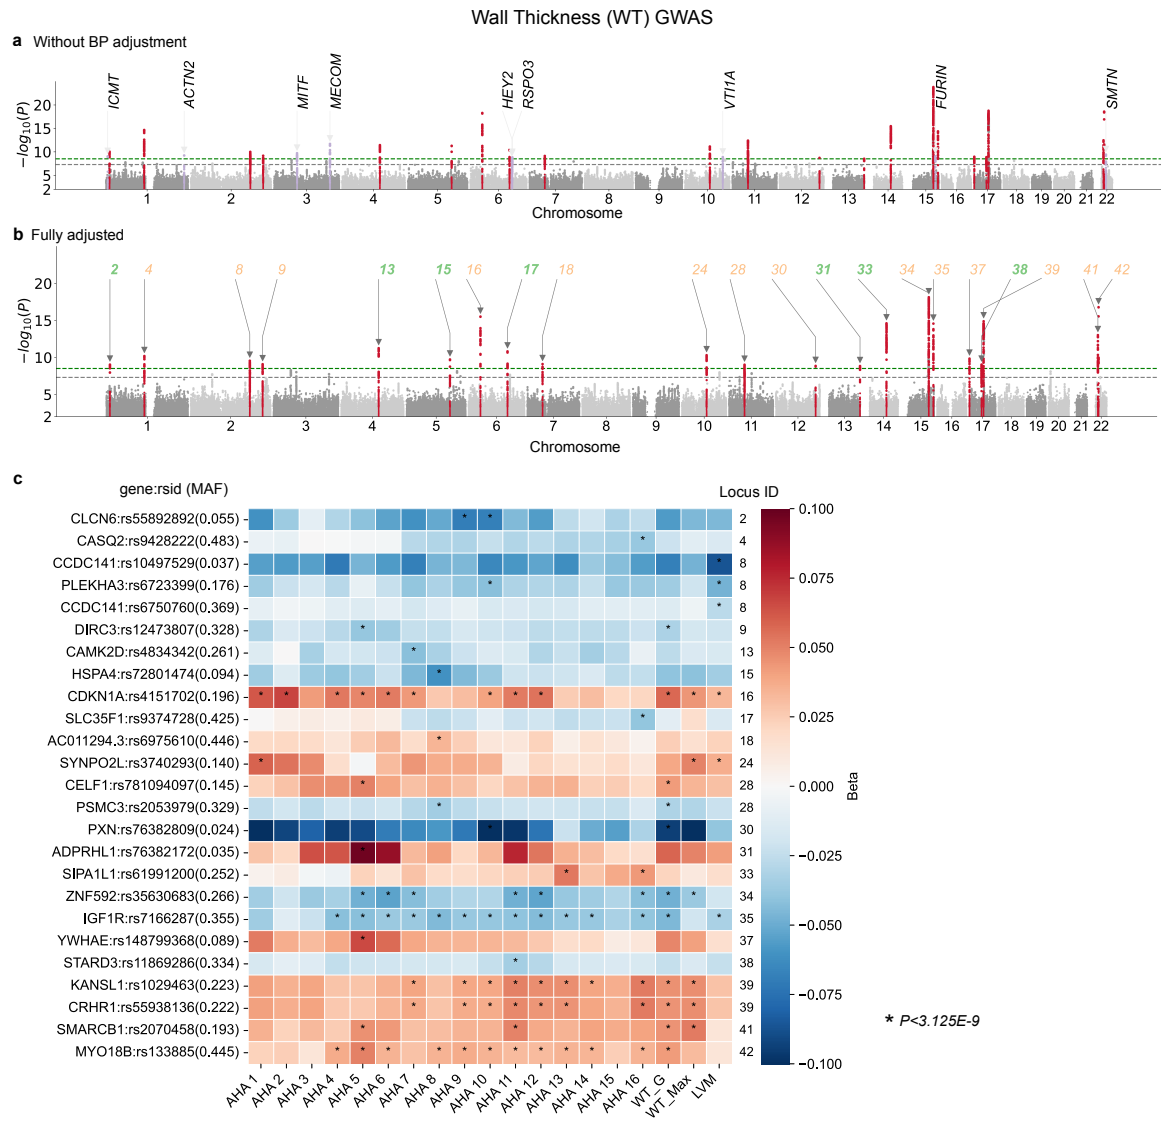 Wall Thickness (WT) GWAS
a Without BP adjustment
ICMT ACTN2 MITF MECOM HEY2 RSPO3 VTI1A FURIN SMTN
−log10(P)
20
15
10
5
2
1 2 3 4 5 6 7 8 9 10 11 12 13 14 15 16 17 18 19 20 21 22
Chromosome
b Fully adjusted
2 4 8 9 13 15 16 17 18 24 28 30 31 33 34 35 37 38 39 41 42
−log10(P)
20
15
10
5
2
1 2 3 4 5 6 7 8 9 10 11 12 13 14 15 16 17 18 19 20 21 22
Chromosome
c
gene:rsid (MAF) Locus ID
CLCN6:rs55892892(0.055) 2
CASQ2:rs9428222(0.483) 4
CCDC141:rs10497529(0.037) 8
PLEKHA3:rs6723399(0.176) 8
CCDC141:rs6750760(0.369) 8
DIRC3:rs12473807(0.328) 9
CAMK2D:rs4834342(0.261) 13
HSPA4:rs72801474(0.094) 15
CDKN1A:rs4151702(0.196) 16
SLC35F1:rs9374728(0.425) 17
AC011294.3:rs6975610(0.446) 18
SYNPO2L:rs3740293(0.140) 24
CELF1:rs781094097(0.145) 28
PSMC3:rs2053979(0.329) 28
PXN:rs76382809(0.024) 30
ADPRHL1:rs76382172(0.035) 31
SIPA1L1:rs61991200(0.252) 33
ZNF592:rs35630683(0.266) 34
IGF1R:rs7166287(0.355) 35
YWHAE:rs148799368(0.089) 37
STARD3:rs11869286(0.334) 38
KANSL1:rs1029463(0.223) 39
CRHR1:rs55938136(0.222) 39
SMARCB1:rs2070458(0.193) 41
MYO18B:rs133885(0.445) 42
AHA 1 AHA 2 AHA 3 AHA 4 AHA 5 AHA 6 AHA 7 AHA 8 AHA 9 AHA 10 AHA 11 AHA 12 AHA 13 AHA 14 AHA 15 AHA 16 WT_G WT_Max LVM
0.100
0.075
0.050
0.025
0.000
−0.025
−0.050
−0.075
−0.100
Beta
* P<3.125E-9